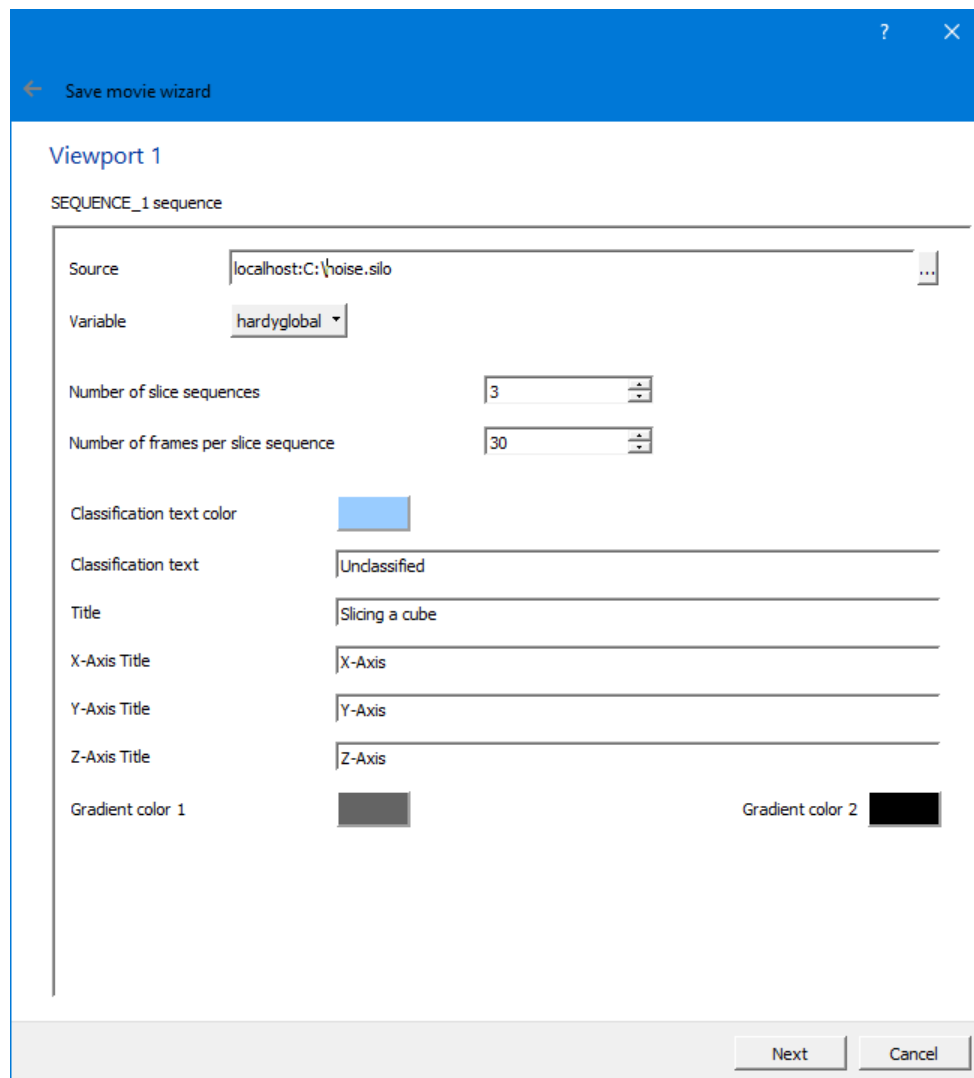 ?
Save movie wizard
Viewport 1
SEQUENCE_1 sequence
Source localhost:C:\noise.silo ...
Variable hardyglobal
Number of slice sequences 3
Number of frames per slice sequence 30
Classification text color
Classification text Unclassified
Title Slicing a cube
X-Axis Title X-Axis
Y-Axis Title Y-Axis
Z-Axis Title Z-Axis
Gradient color 1 Gradient color 2
Next Cancel